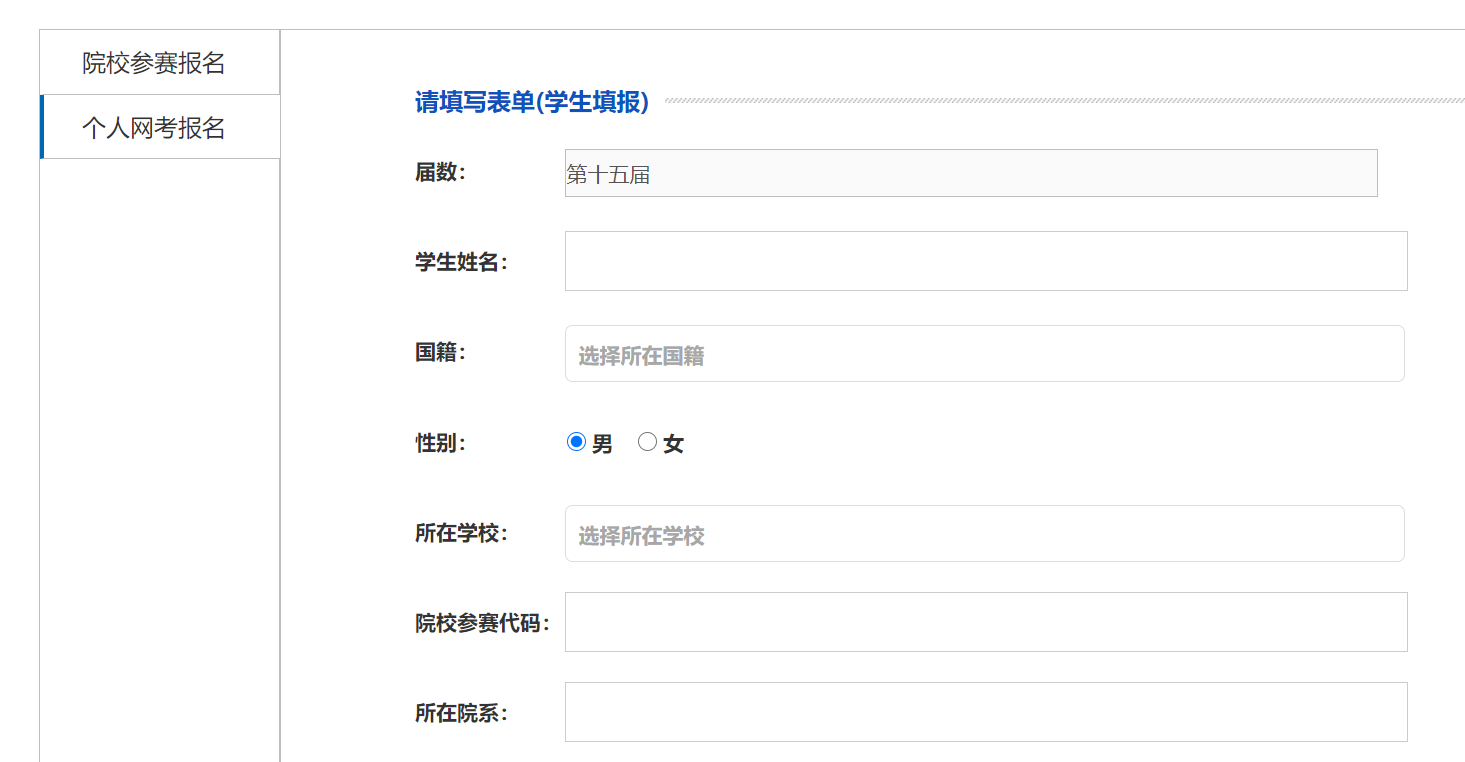 院校参赛报名
个人网考报名
请填写表单(学生填报)
届数：
第十五届
学生姓名：
国籍：
选择所在国籍
性别：
男 女
所在学校：
选择所在学校
院校参赛代码：
所在院系：